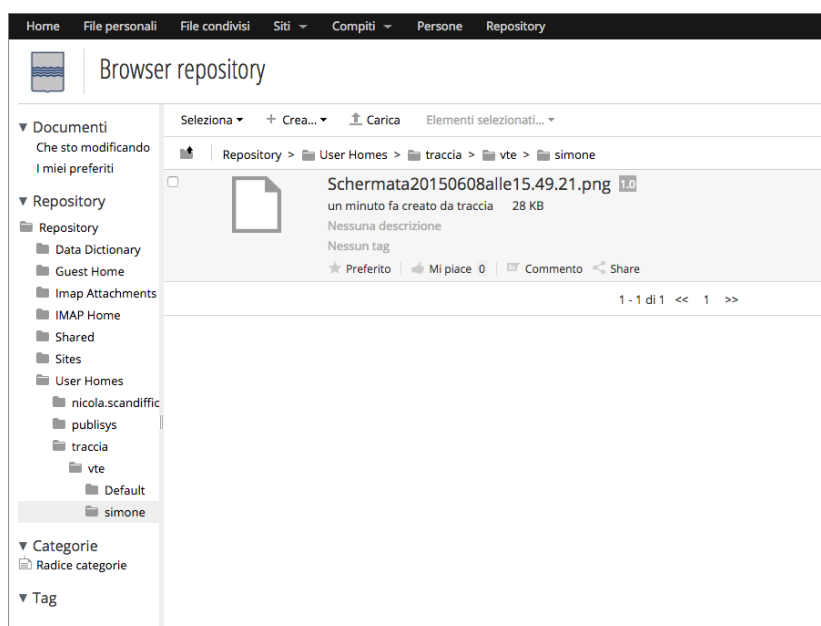 Home File personali File condivisi Siti Compiti Persone Repository
Browser repository
Documenti
Che sto modificando
I miei preferiti
Repository
Repository
Data Dictionary
Guest Home
Imap Attachments
IMAP Home
Shared
Sites
User Homes
nicola.scandiffic
publisys
traccia
vte
Default
simone
Categorie
Radice categorie
Tag
Seleziona + Crea... Carica Elementi selezionati...
Repository > User Homes > traccia > vte > simone
Schermata20150608alle15.49.21.png 1.0
un minuto fa creato da traccia 28 KB
Nessuna descrizione
Nessun tag
Preferito Mi piace 0 Commento Share
1 - 1 di 1 << 1 >>